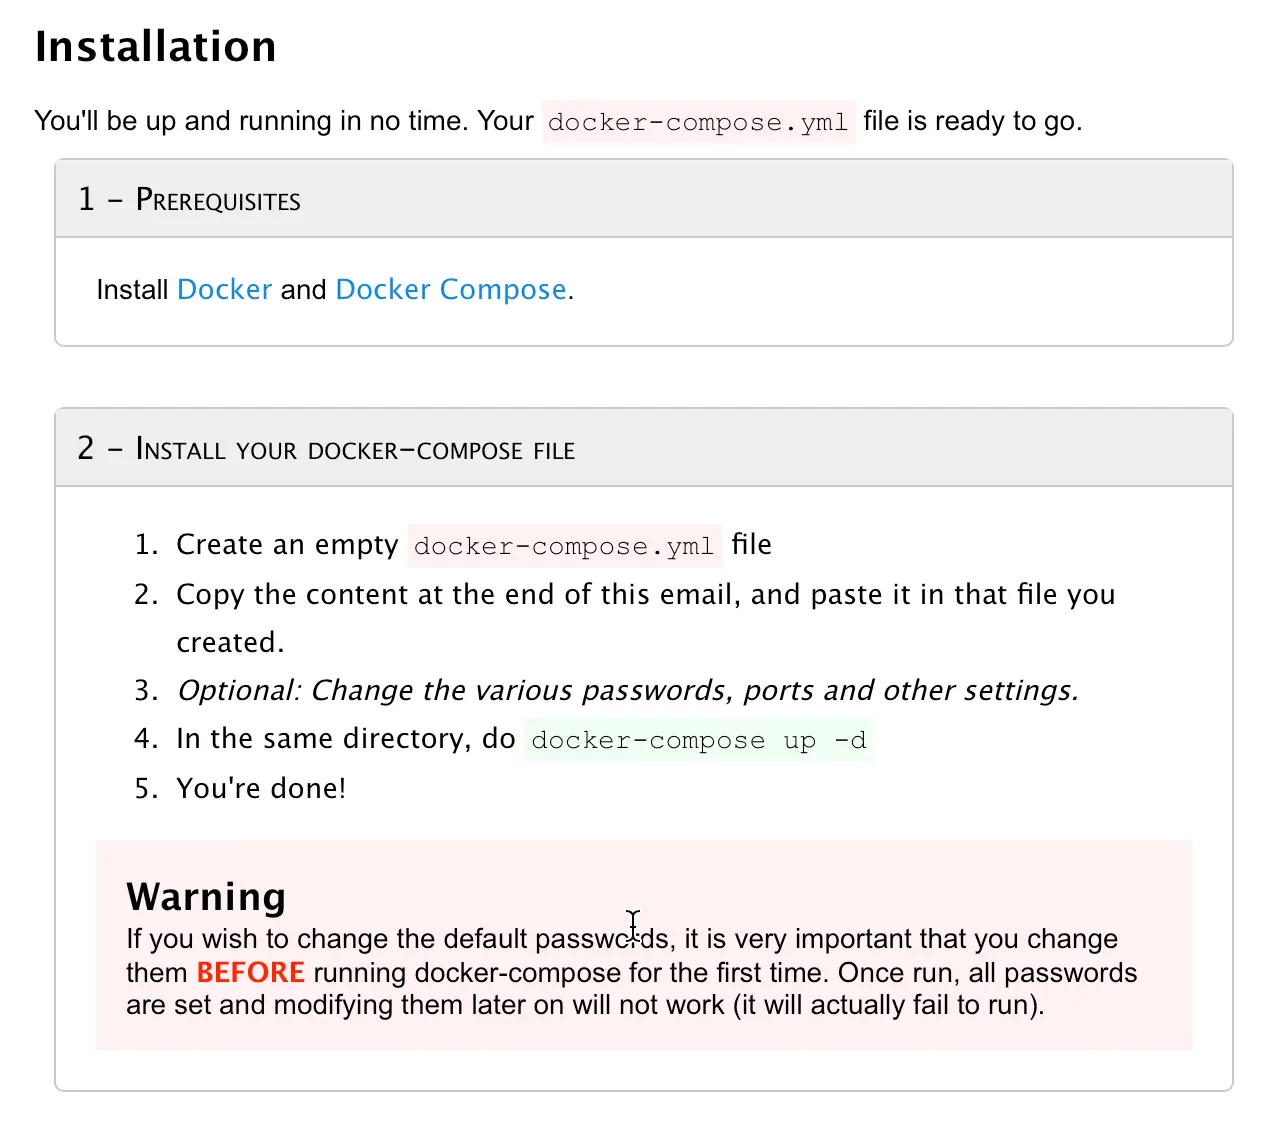 Installation
You'll be up and running in no time. Your docker-compose.yml file is ready to go.
1 – Prerequisites
Install Docker and Docker Compose.
2 – Install your docker-compose file
1. Create an empty docker-compose.yml file
2. Copy the content at the end of this email, and paste it in that file you
created.
3. Optional: Change the various passwords, ports and other settings.
4. In the same directory, do docker-compose up -d
5. You're done!
Warning
If you wish to change the default passwords, it is very important that you change
them BEFORE running docker-compose for the first time. Once run, all passwords
are set and modifying them later on will not work (it will actually fail to run).